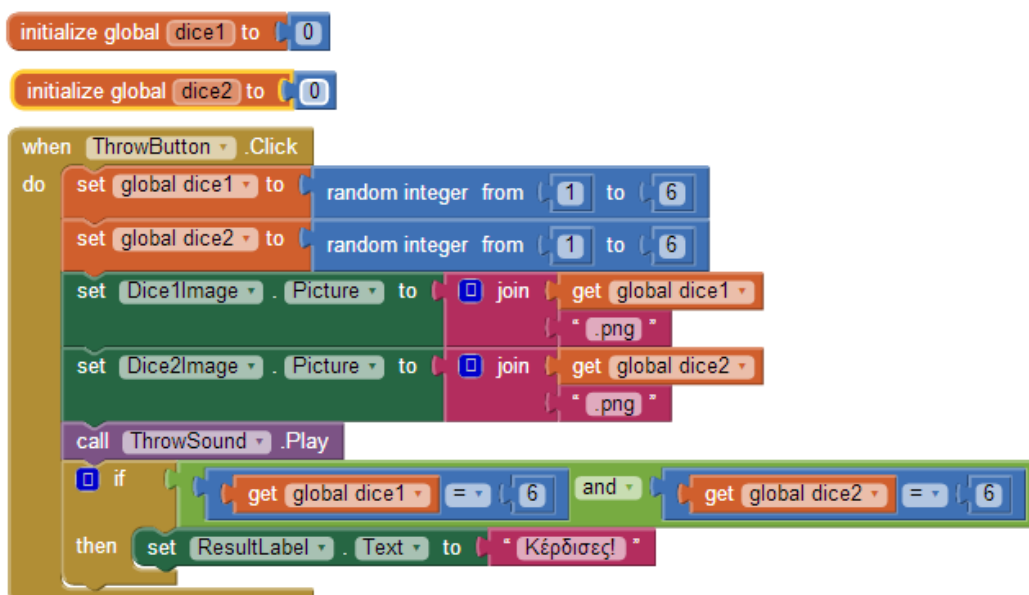 initialize global dice1 to 0
initialize global dice2 to 0
when ThrowButton .Click
do set global dice1 to random integer from 1 to 6
set global dice2 to random integer from 1 to 6
set Dice1Image . Picture to join get global dice1
" .png "
set Dice2Image . Picture to join get global dice2
" .png "
call ThrowSound .Play
if get global dice1 = 6 and get global dice2 = 6
then set ResultLabel . Text to " Κέρδισες! "